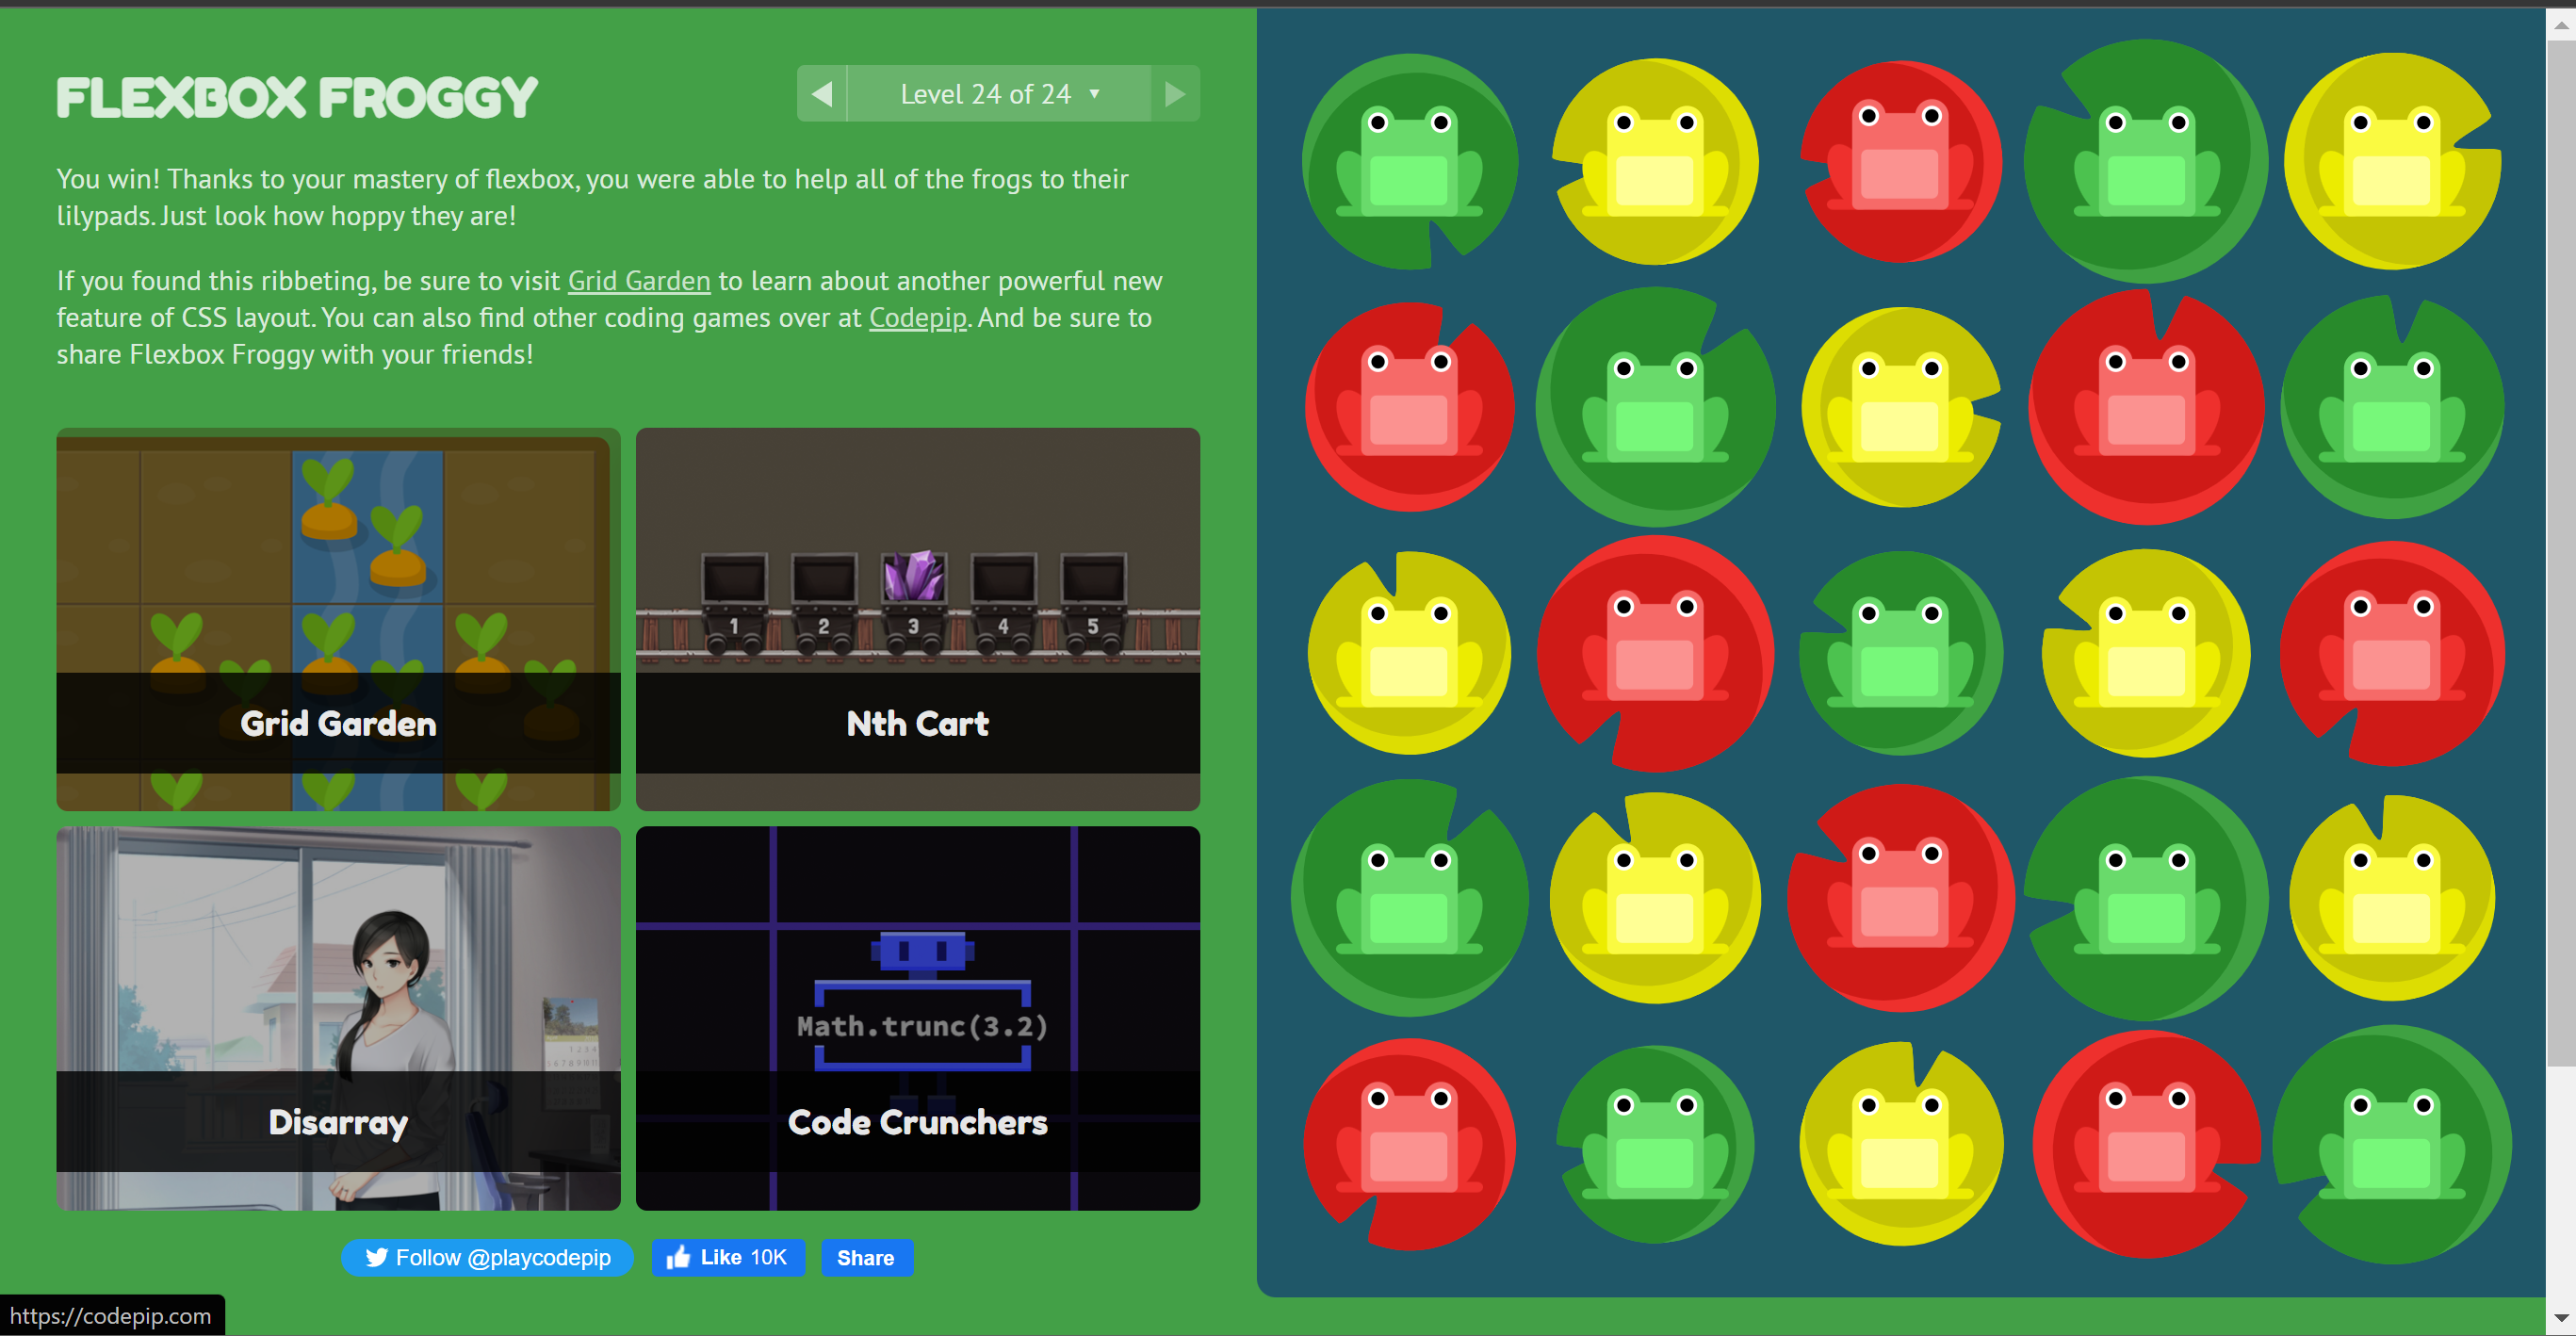 FLEXBOX FROGGY
Level 24 of 24 ▼
You win! Thanks to your mastery of flexbox, you were able to help all of the frogs to their
lilypads. Just look how hoppy they are!
If you found this ribbeting, be sure to visit Grid Garden to learn about another powerful new
feature of CSS layout. You can also find other coding games over at Codepip. And be sure to
share Flexbox Froggy with your friends!
1 2 3 4 5
Grid Garden
Nth Cart
Math.trunc(3.2)
Disarray
Code Crunchers
Follow @playcodepip
Like 10K
Share
https://codepip.com